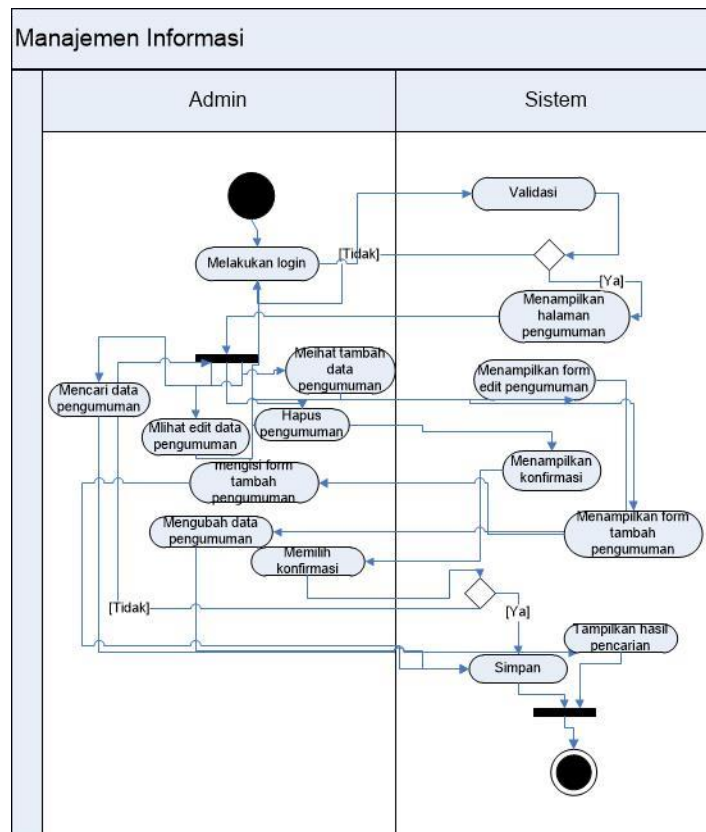 Manajemen Informasi
Admin
Sistem
Validasi
Melakukan login
[Tidak]
[Ya]
Menampilkan
halaman
pengumuman
Meihat tambah
data
pengumuman
Menampilkan form
edit pengumuman
Mencari data
pengumuman
Hapus
pengumuman
Mlihat edit data
pengumuman
Menampilkan
konfirmasi
mengisi form
tambah
pengumuman
Menampilkan form
tambah
pengumuman
Mengubah data
pengumuman
Memilih
konfirmasi
[Tidak]
[Ya]
Tampilkan hasil
pencarian
Simpan